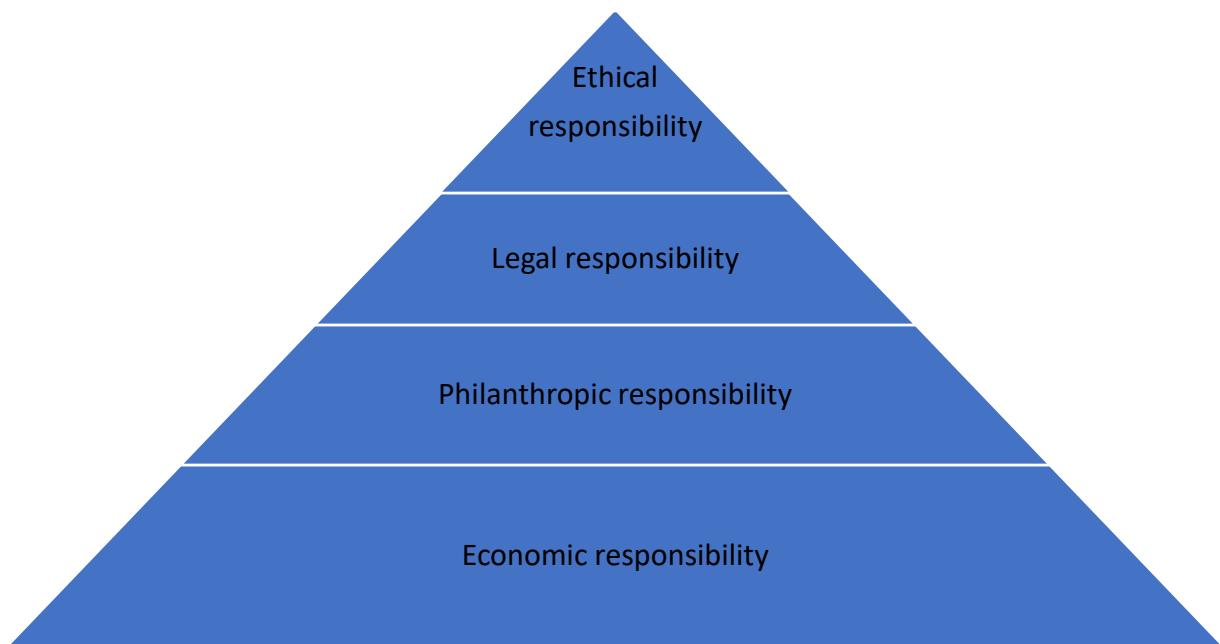 Ethical
responsibility
Legal responsibility
Philanthropic responsibility
Economic responsibility